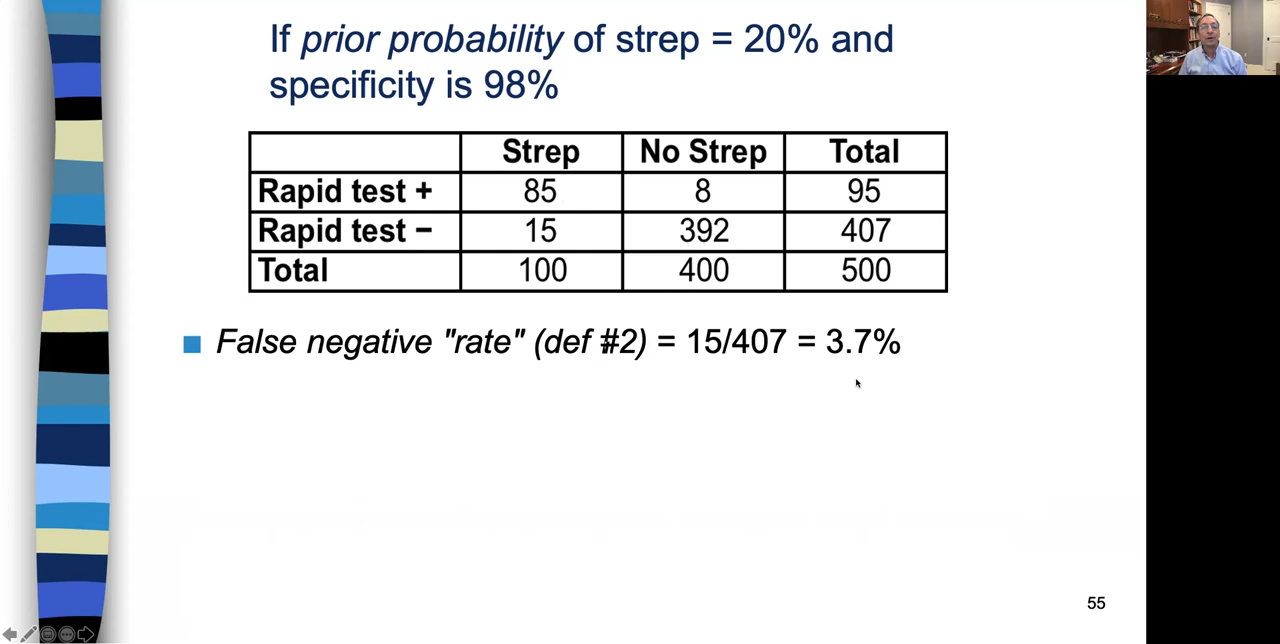 If prior probability of strep = 20% and
specificity is 98%
Strep No Strep Total
Rapid test + 85 8 95
Rapid test − 15 392 407
Total 100 400 500
■ False negative "rate" (def #2) = 15/407 = 3.7%
55